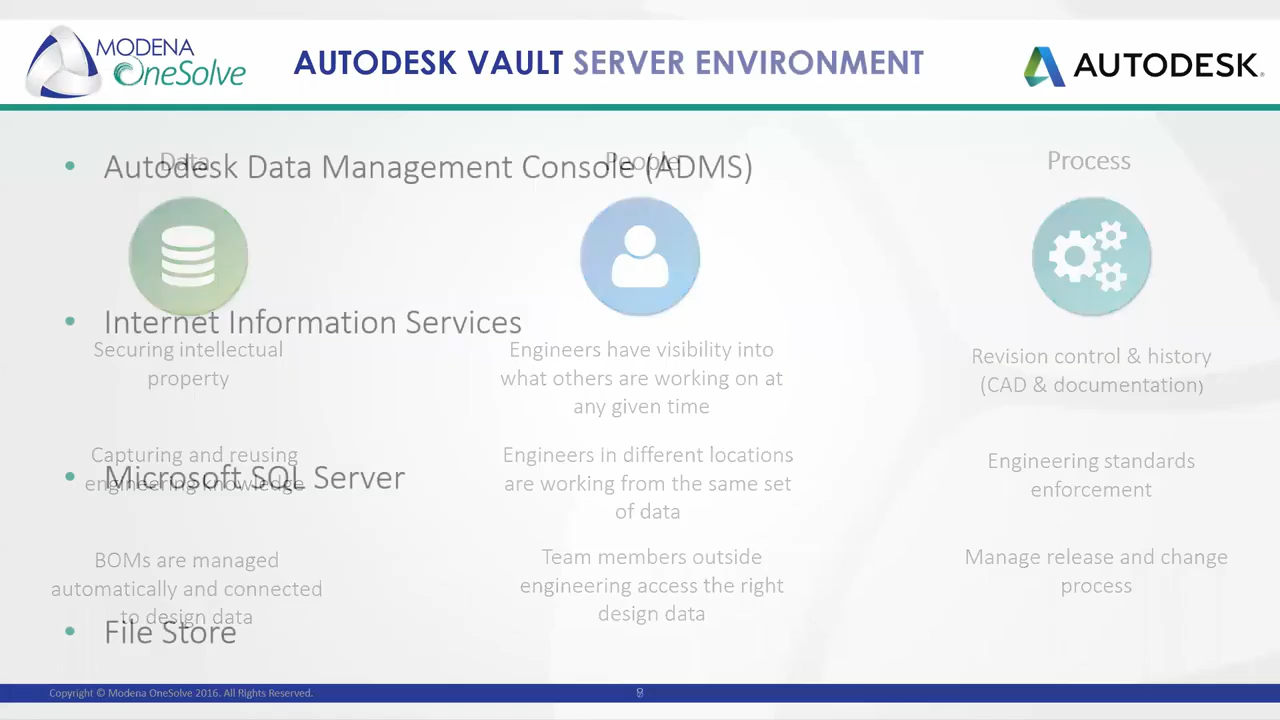 MODENA
OneSolve
AUTODESK VAULT SERVER ENVIRONMENT
AUTODESK.
• Autodesk Data Management Console (ADMS)
• Internet Information Services
• Microsoft SQL Server
• File Store
Data
Securing intellectual
property
Capturing and reusing
engineering knowledge
BOMs are managed
automatically and connected
to design data
People
Engineers have visibility into
what others are working on at
any given time
Engineers in different locations
are working from the same set
of data
Team members outside
engineering access the right
design data
Process
Revision control & history
(CAD & documentation)
Engineering standards
enforcement
Manage release and change
process
Copyright © Modena OneSolve 2016. All Rights Reserved.